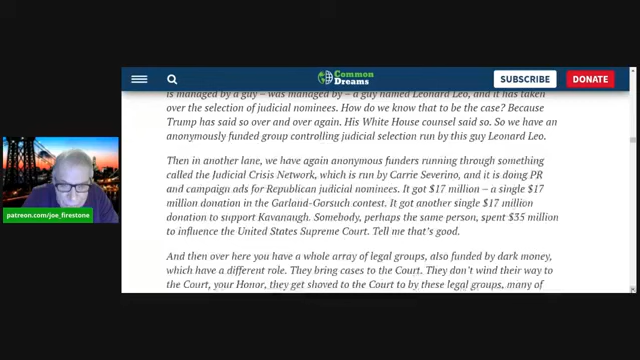 Common
Dreams
SUBSCRIBE
DONATE
is managed by a guy – was managed by – a guy named Leonard Leo, and it has taken
over the selection of judicial nominees. How do we know that to be the case? Because
Trump has said so over and over again. His White House counsel said so. So we have an
anonymously funded group controlling judicial selection run by this guy Leonard Leo.
Then in another lane, we have again anonymous funders running through something
called the Judicial Crisis Network, which is run by Carrie Severino, and it is doing PR
and campaign ads for Republican judicial nominees. It got $17 million – a single $17
million donation in the Garland-Gorsuch contest. It got another single $17 million
donation to support Kavanaugh. Somebody, perhaps the same person, spent $35 million
to influence the United States Supreme Court. Tell me that's good.
And then over here you have a whole array of legal groups, also funded by dark money,
which have a different role. They bring cases to the Court. They don't wind their way to
the Court, your Honor, they get shoved to the Court to by these legal groups, many of
patreon.com/joe_firestone